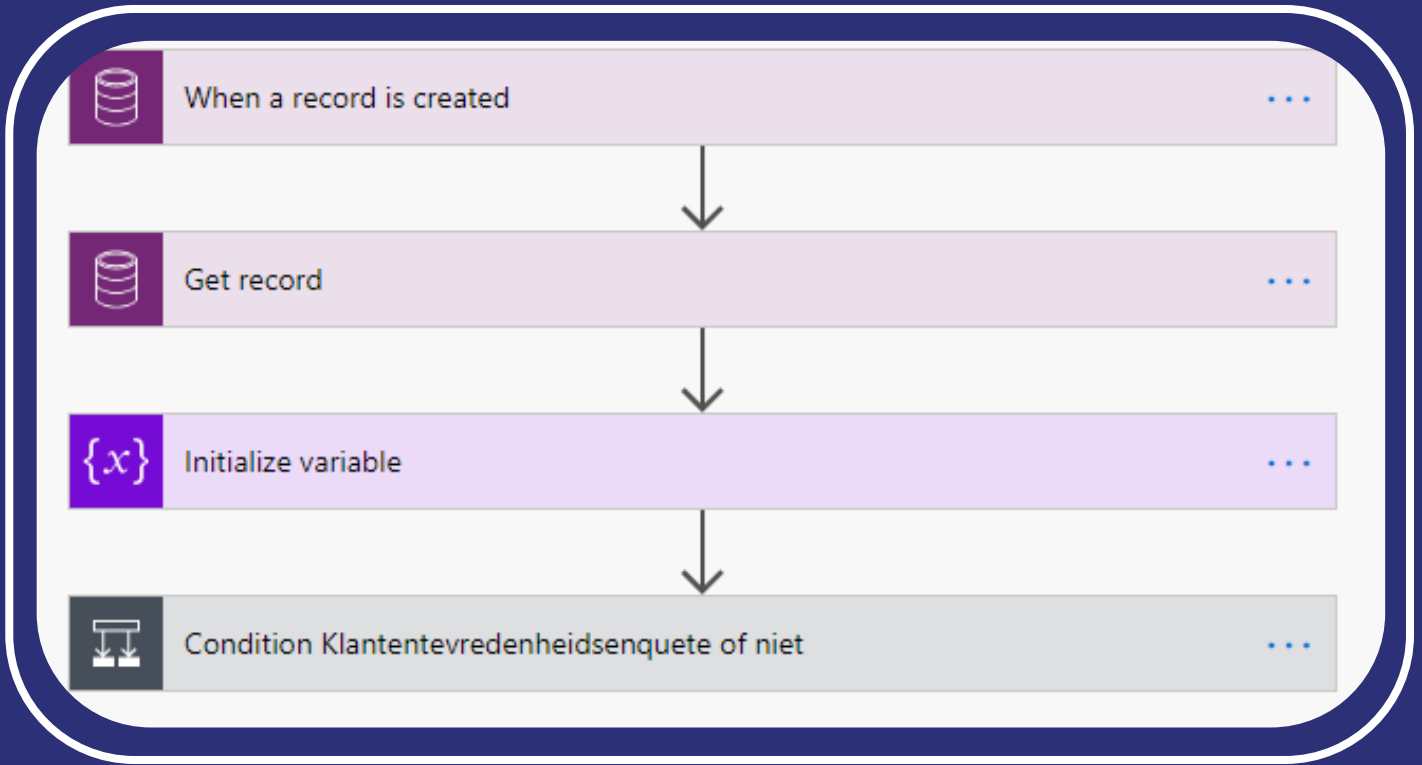 When a record is created
Get record
{x} Initialize variable
Condition Klantentevredenheidsenquete of niet